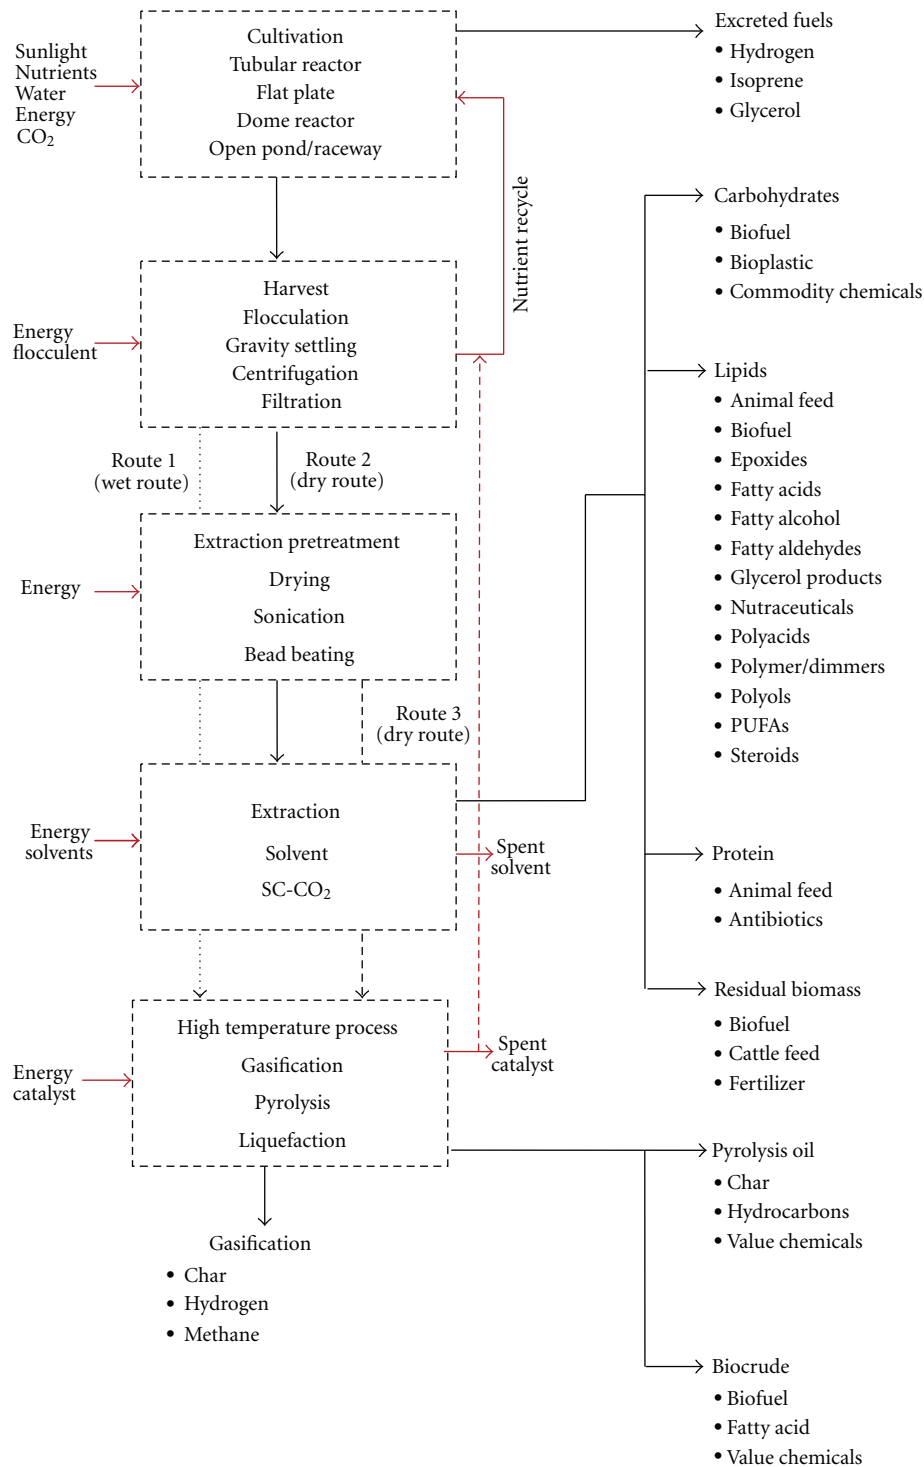 Sunlight
Nutrients
Water
Energy
CO₂
Cultivation
Tubular reactor
Flat plate
Dome reactor
Open pond/raceway
Excreted fuels
• Hydrogen
• Isoprene
• Glycerol
Nutrient recycle
Energy
flocculent
Harvest
Flocculation
Gravity settling
Centrifugation
Filtration
Route 1
(wet route)
Route 2
(dry route)
Energy
Extraction pretreatment
Drying
Sonication
Bead beating
Route 3
(dry route)
Energy
solvents
Extraction
Solvent
SC-CO₂
Spent
solvent
Carbohydrates
• Biofuel
• Bioplastic
• Commodity chemicals
Lipids
• Animal feed
• Biofuel
• Epoxides
• Fatty acids
• Fatty alcohol
• Fatty aldehydes
• Glycerol products
• Nutraceuticals
• Polyacids
• Polymer/dimmers
• Polyols
• PUFAs
• Steroids
Protein
• Animal feed
• Antibiotics
Residual biomass
• Biofuel
• Cattle feed
• Fertilizer
Energy
catalyst
High temperature process
Gasification
Pyrolysis
Liquefaction
Spent
catalyst
Gasification
• Char
• Hydrogen
• Methane
Pyrolysis oil
• Char
• Hydrocarbons
• Value chemicals
Biocrude
• Biofuel
• Fatty acid
• Value chemicals